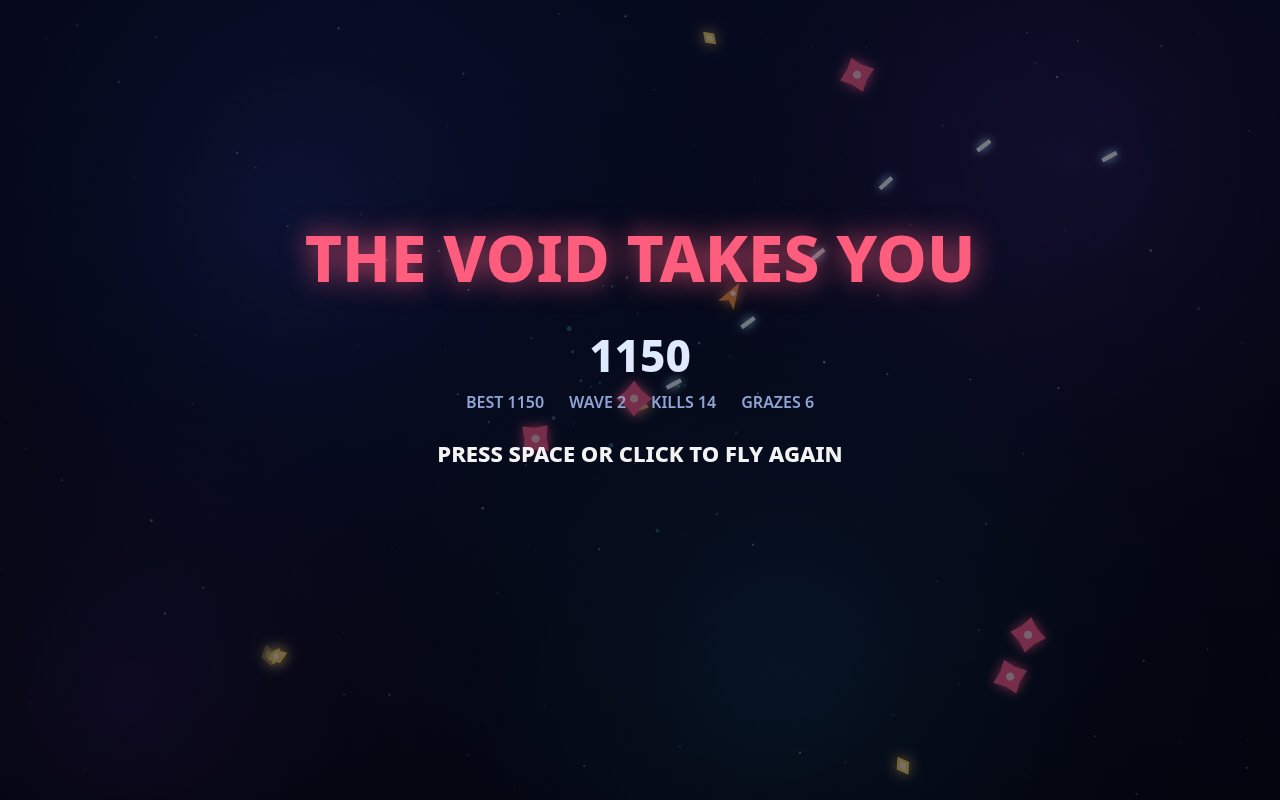 THE VOID TAKES YOU
1150
BEST 1150 WAVE 2 KILLS 14 GRAZES 6
PRESS SPACE OR CLICK TO FLY AGAIN